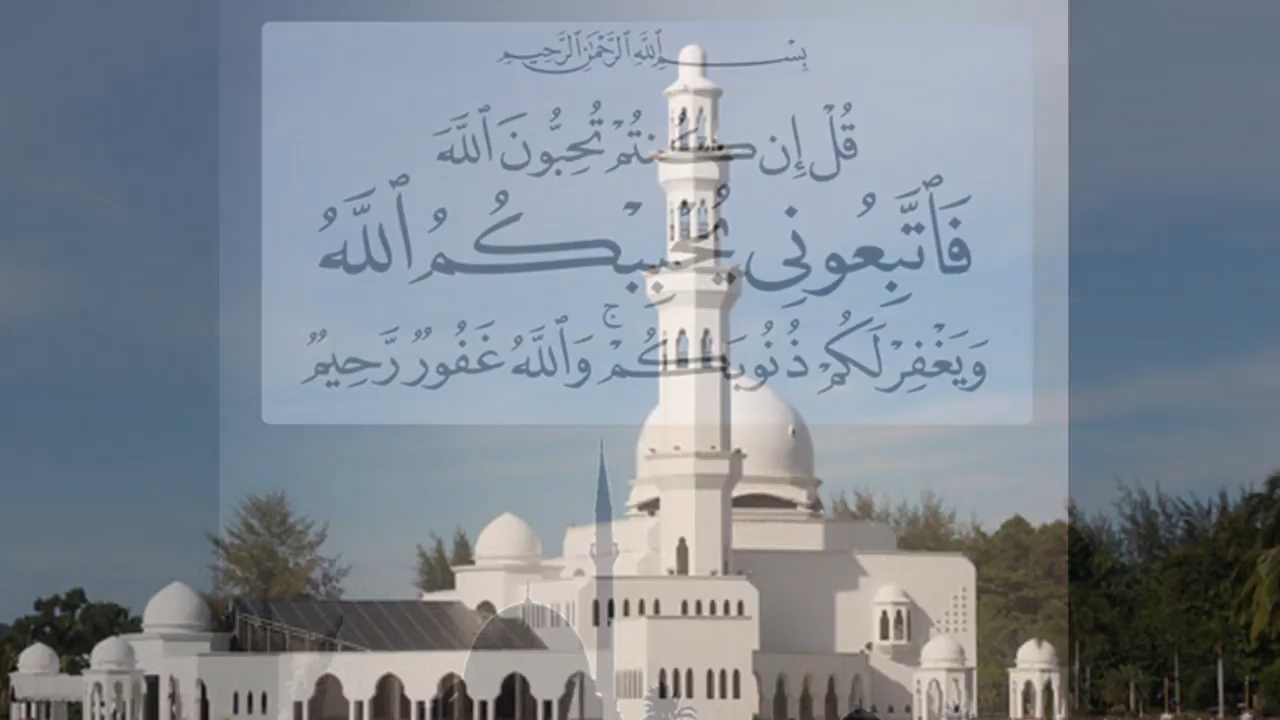 بِسْمِ ٱللَّهِ ٱلرَّحْمَٰنِ ٱلرَّحِيمِ
قُلْ إِن كُنتُمْ تُحِبُّونَ ٱللَّهَ
فَٱتَّبِعُونِى يُحْبِبْكُمُ ٱللَّهُ
وَيَغْفِرْ لَكُمْ ذُنُوبَكُمْ ۚ وَٱللَّهُ غَفُورٌ رَّحِيمٌ